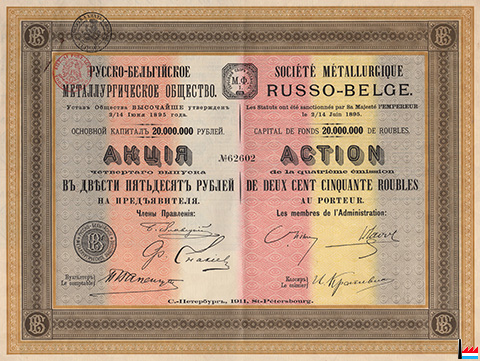 РУССКО-БЕЛЬГІЙСКОЕ
МЕТАЛЛУРГИЧЕСКОЕ ОБЩЕСТВО.
Уставъ Общества ВЫСОЧАЙШЕ утвержденъ
2/14 Іюня 1895 года.
ОСНОВНОЙ КАПИТАЛЪ 20.000.000 РУБЛЕЙ.
АКЦІЯ
четвертаго выпуска
ВЪ ДВѢСТИ ПЯТЬДЕСЯТЪ РУБЛЕЙ
НА ПРЕДЪЯВИТЕЛЯ.
Члены Правленія:
Бухгалтеръ
Le comptable
М.Ф.
№62602
SOCIÉTÉ MÉTALLURGIQUE
RUSSO-BELGE.
Les Statuts ont été sanctionnés par Sa Majesté l'EMPEREUR
le 2/14 Juin 1895.
CAPITAL DE FONDS 20.000.000 DE ROUBLES.
ACTION
de la quatrième émission
DE DEUX CENT CINQUANTE ROUBLES
AU PORTEUR.
Les membres de l'Administration:
Кассиръ
Le caissier
С.-Петербургъ, 1911, St-Pétersbourg.